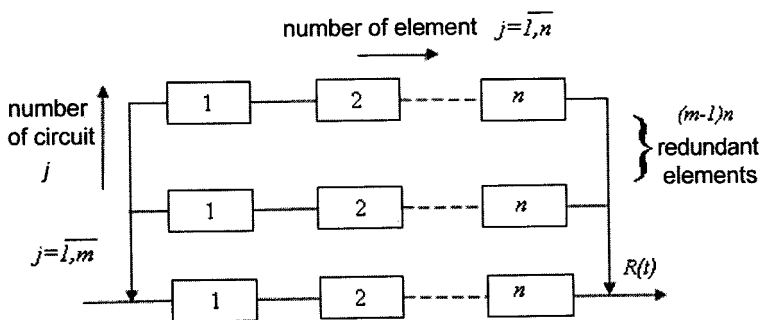 number of element j=1,n
1 2 n
number
of circuit
j
(m-1)n
redundant
elements
1 2 n
j=1,m
R(t)
1 2 n